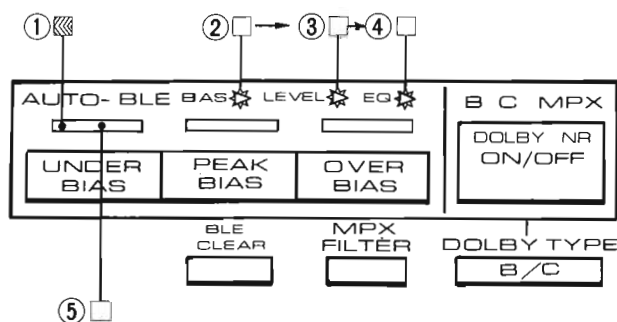 ① ② ③ ④
AUTO-BLE BAS LEVEL EQ B C MPX
DOLBY NR
ON/OFF
UNDER BIAS
PEAK BIAS
OVER BIAS
BLE CLEAR
MPX FILTER
DOLBY TYPE
B/C
⑤